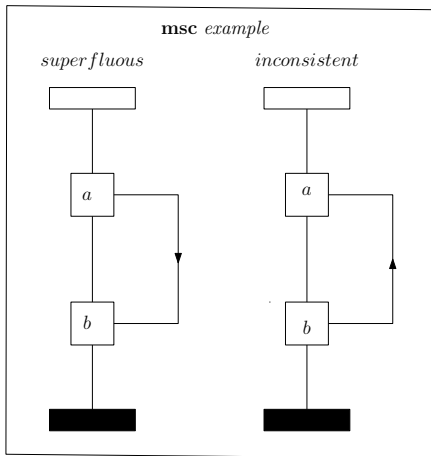 msc example
superfluous inconsistent
a a
b b